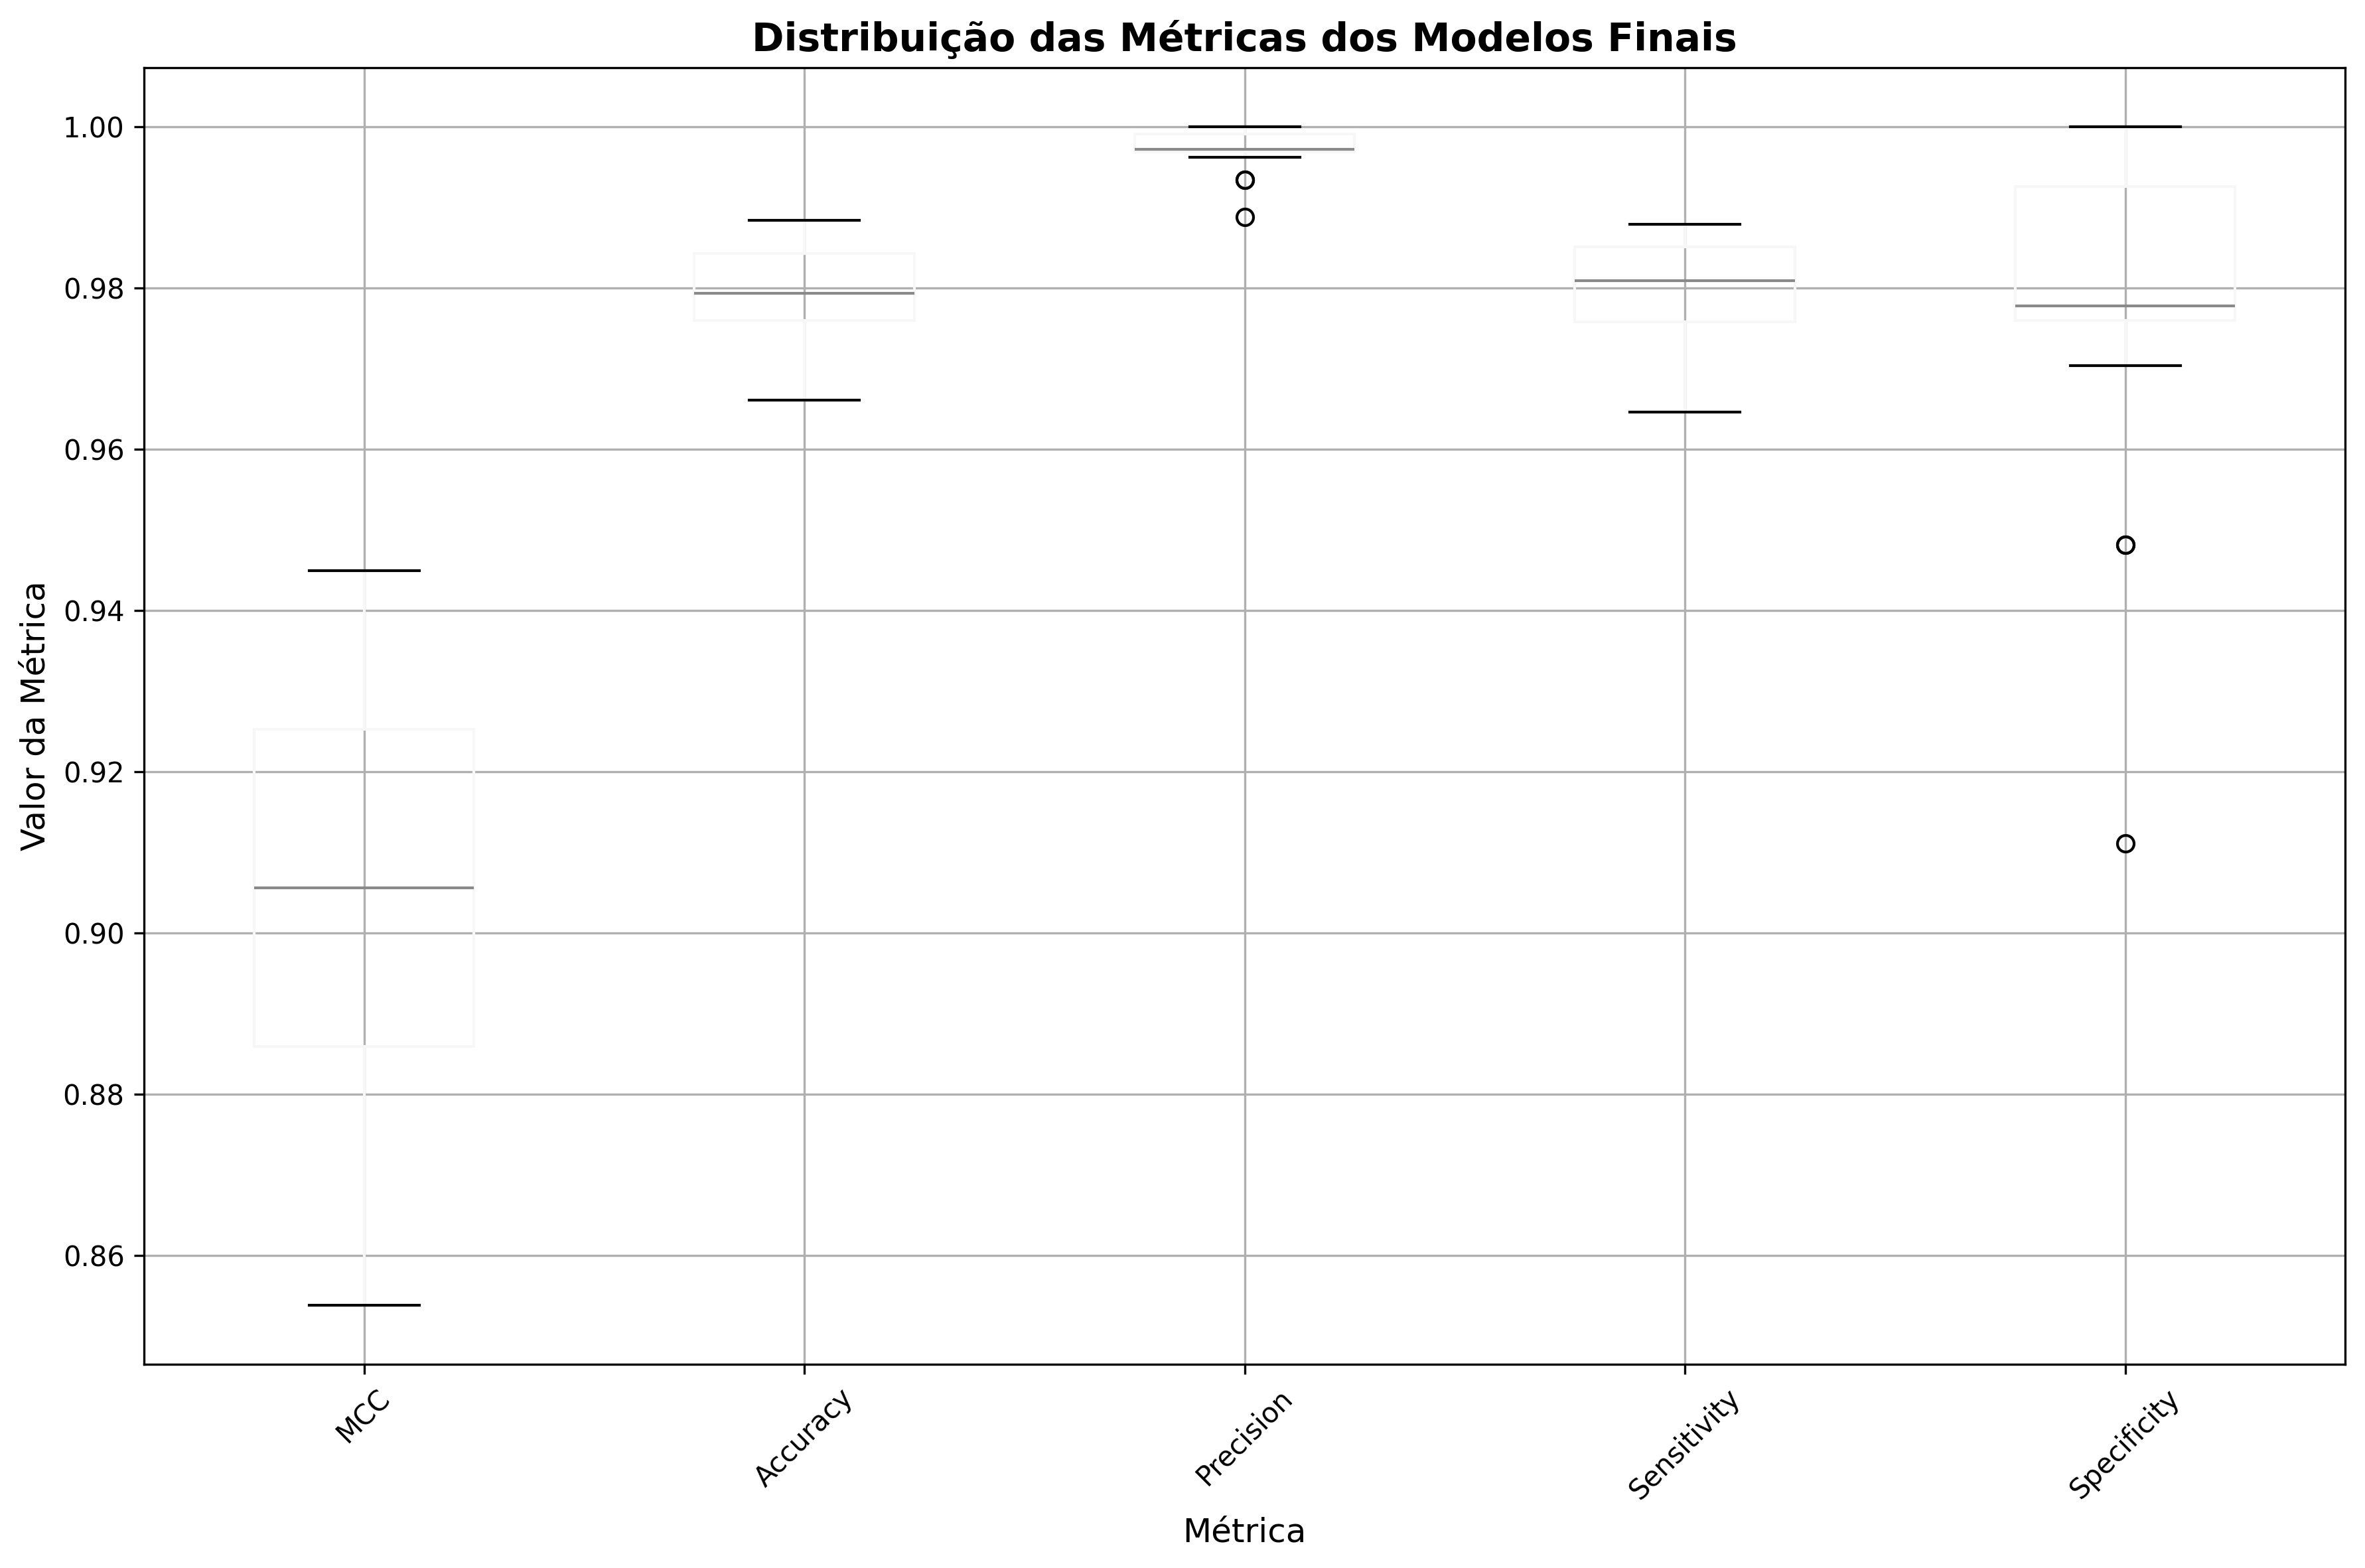 Distribuição das Métricas dos Modelos Finais
Valor da Métrica
1.00
0.98
0.96
0.94
0.92
0.90
0.88
0.86
MCC
Accuracy
Precision
Sensitivity
Specificity
Métrica